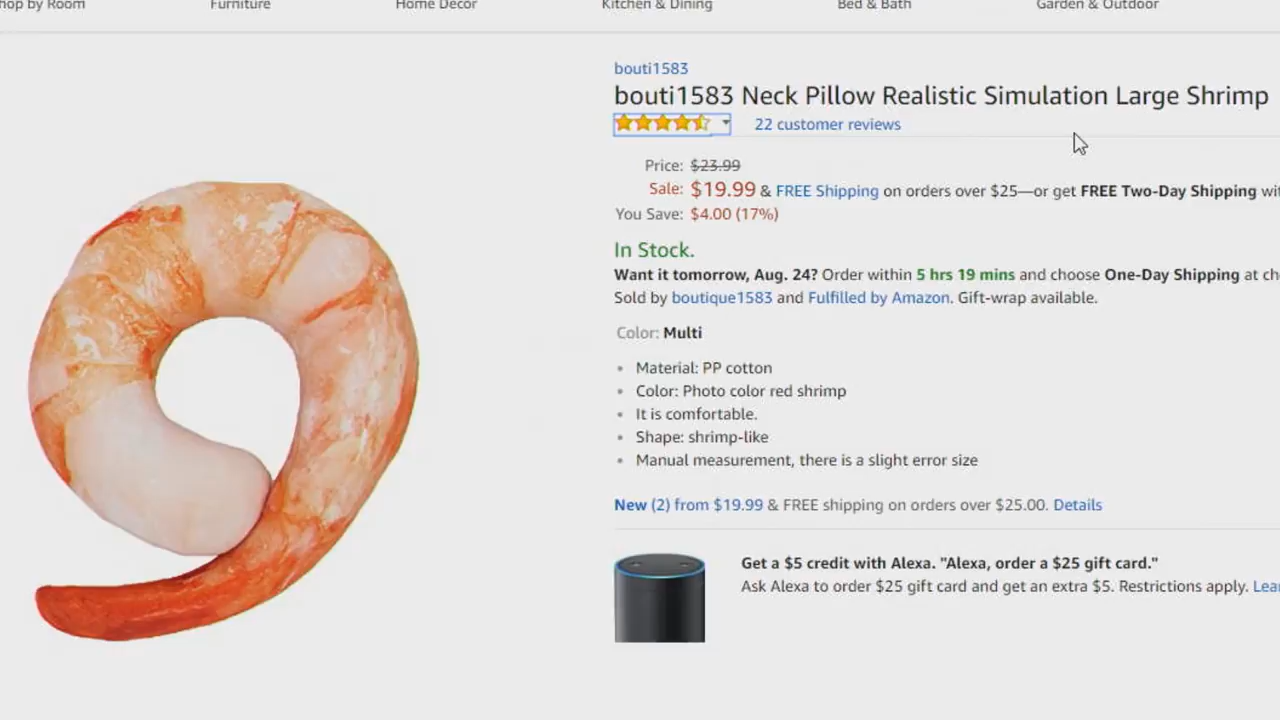 hop by Room Furniture Home Décor Kitchen & Dining Bed & Bath Garden & Outdoor
bouti1583
bouti1583 Neck Pillow Realistic Simulation Large Shrimp
22 customer reviews
Price: $23.99
Sale: $19.99 & FREE Shipping on orders over $25—or get FREE Two-Day Shipping wit
You Save: $4.00 (17%)
In Stock.
Want it tomorrow, Aug. 24? Order within 5 hrs 19 mins and choose One-Day Shipping at ch
Sold by boutique1583 and Fulfilled by Amazon. Gift-wrap available.
Color: Multi
• Material: PP cotton
• Color: Photo color red shrimp
• It is comfortable.
• Shape: shrimp-like
• Manual measurement, there is a slight error size
New (2) from $19.99 & FREE shipping on orders over $25.00. Details
Get a $5 credit with Alexa. "Alexa, order a $25 gift card."
Ask Alexa to order $25 gift card and get an extra $5. Restrictions apply. Lear